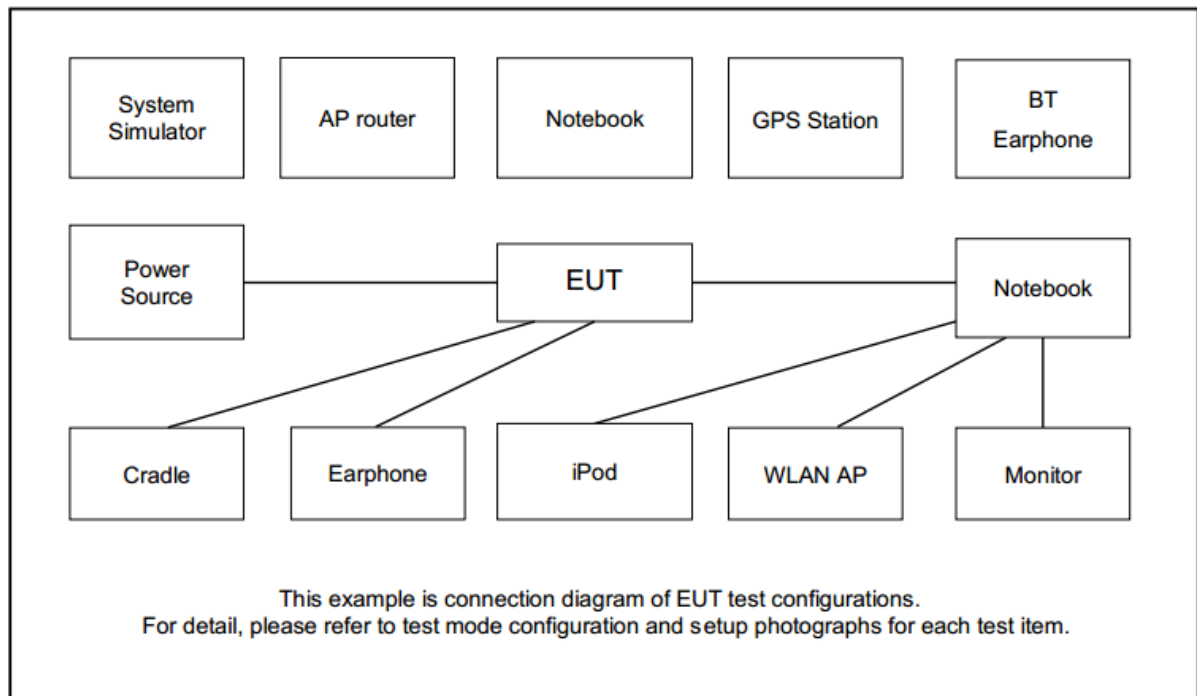 System
Simulator
AP router
Notebook
GPS Station
BT
Earphone
Power
Source
EUT
Notebook
Cradle
Earphone
iPod
WLAN AP
Monitor
This example is connection diagram of EUT test configurations.
For detail, please refer to test mode configuration and setup photographs for each test item.